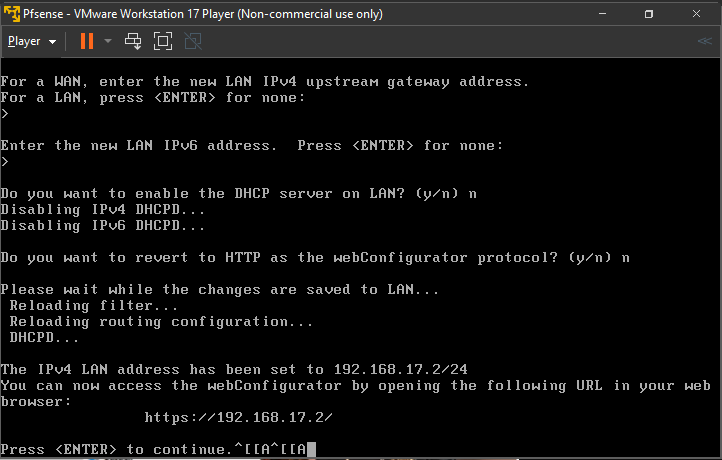 Pfsense - VMware Workstation 17 Player (Non-commercial use only)
Player
For a WAN, enter the new LAN IPv4 upstream gateway address.
For a LAN, press <ENTER> for none:
>
Enter the new LAN IPv6 address.  Press <ENTER> for none:
>
Do you want to enable the DHCP server on LAN? (y/n) n
Disabling IPv4 DHCPD...
Disabling IPv6 DHCPD...
Do you want to revert to HTTP as the webConfigurator protocol? (y/n) n
Please wait while the changes are saved to LAN...
 Reloading filter...
 Reloading routing configuration...
 DHCPD...
The IPv4 LAN address has been set to 192.168.17.2/24
You can now access the webConfigurator by opening the following URL in your web
browser:
                https://192.168.17.2/
Press <ENTER> to continue.^[[A^[[A